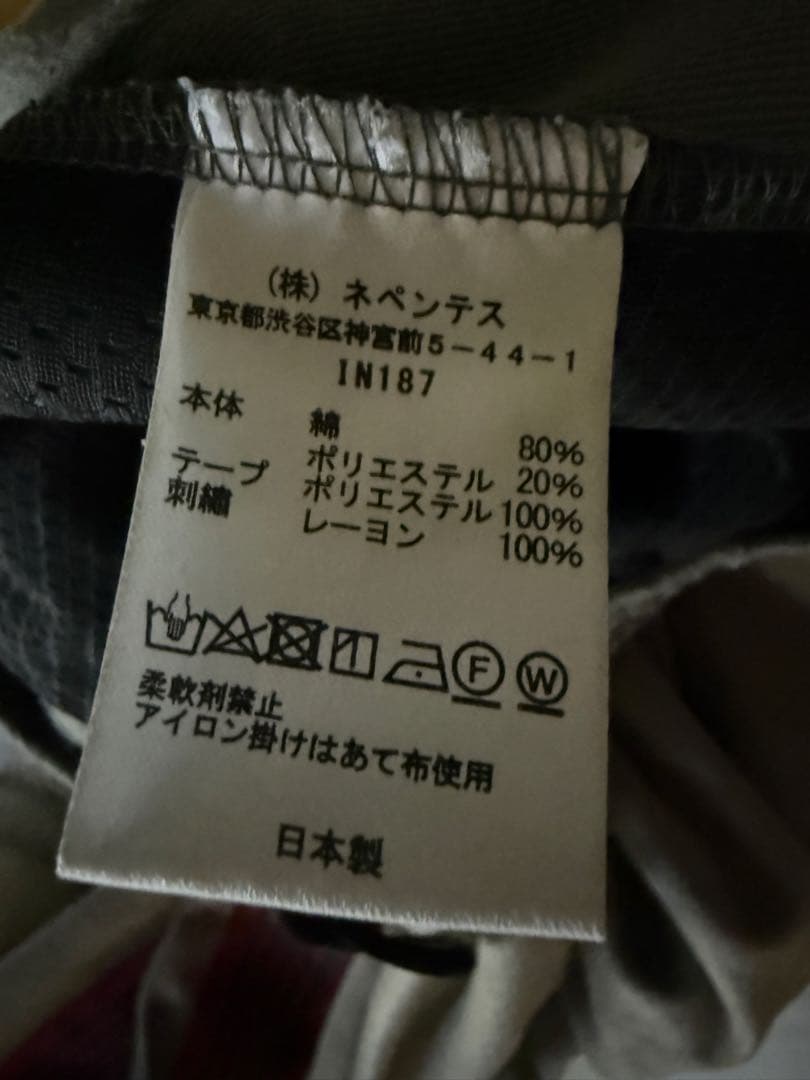 (株) ネペンテス
東京都渋谷区神宮前5-44-1
IN187
本体 綿 80%
ポリエステル 20%
テープ ポリエステル 100%
刺繍 レーヨン 100%
F W
柔軟剤禁止
アイロン掛けはあて布使用
日本製